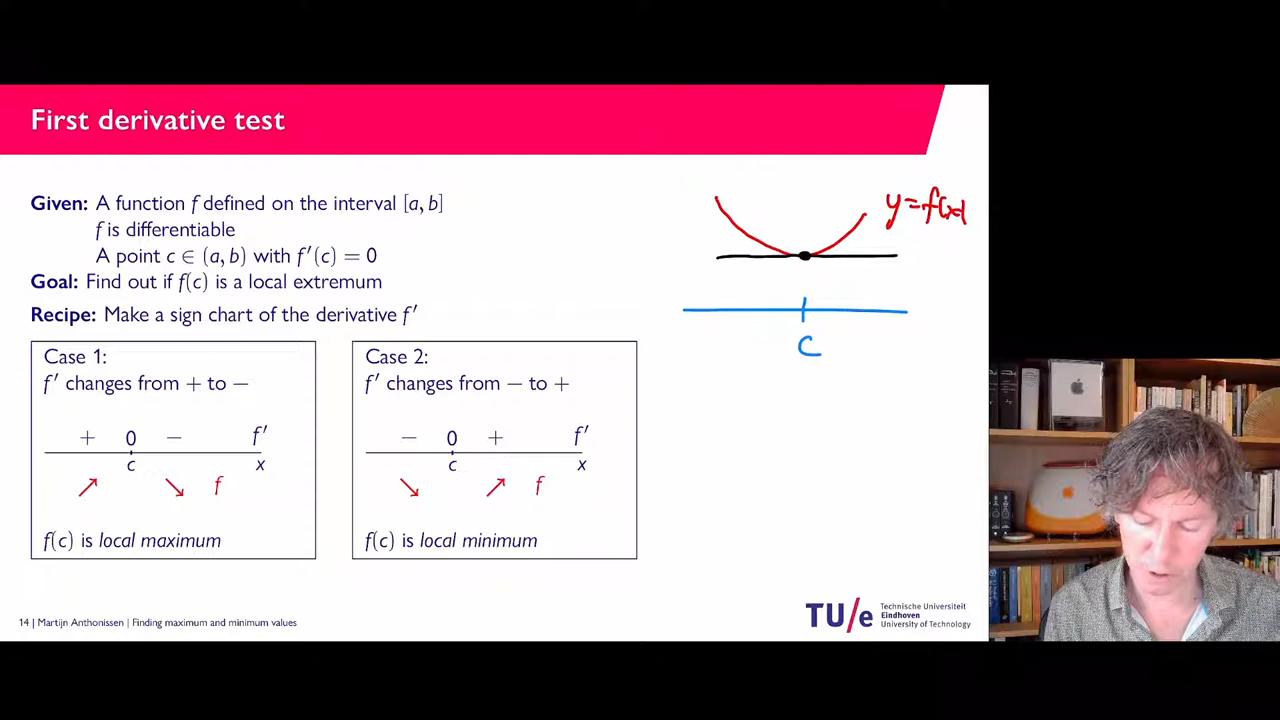 First derivative test
Given: A function f defined on the interval [a, b]
f is differentiable
A point c ∈ (a, b) with f′(c) = 0
Goal: Find out if f(c) is a local extremum
Recipe: Make a sign chart of the derivative f′
Case 1:
f′ changes from + to −
+ 0 − f′
c x
↗ ↘ f
f(c) is local maximum
Case 2:
f′ changes from − to +
− 0 + f′
c x
↘ ↗ f
f(c) is local minimum
y=f(x)
c
14 | Martijn Anthonissen | Finding maximum and minimum values
TU/e
Technische Universiteit
Eindhoven
University of Technology